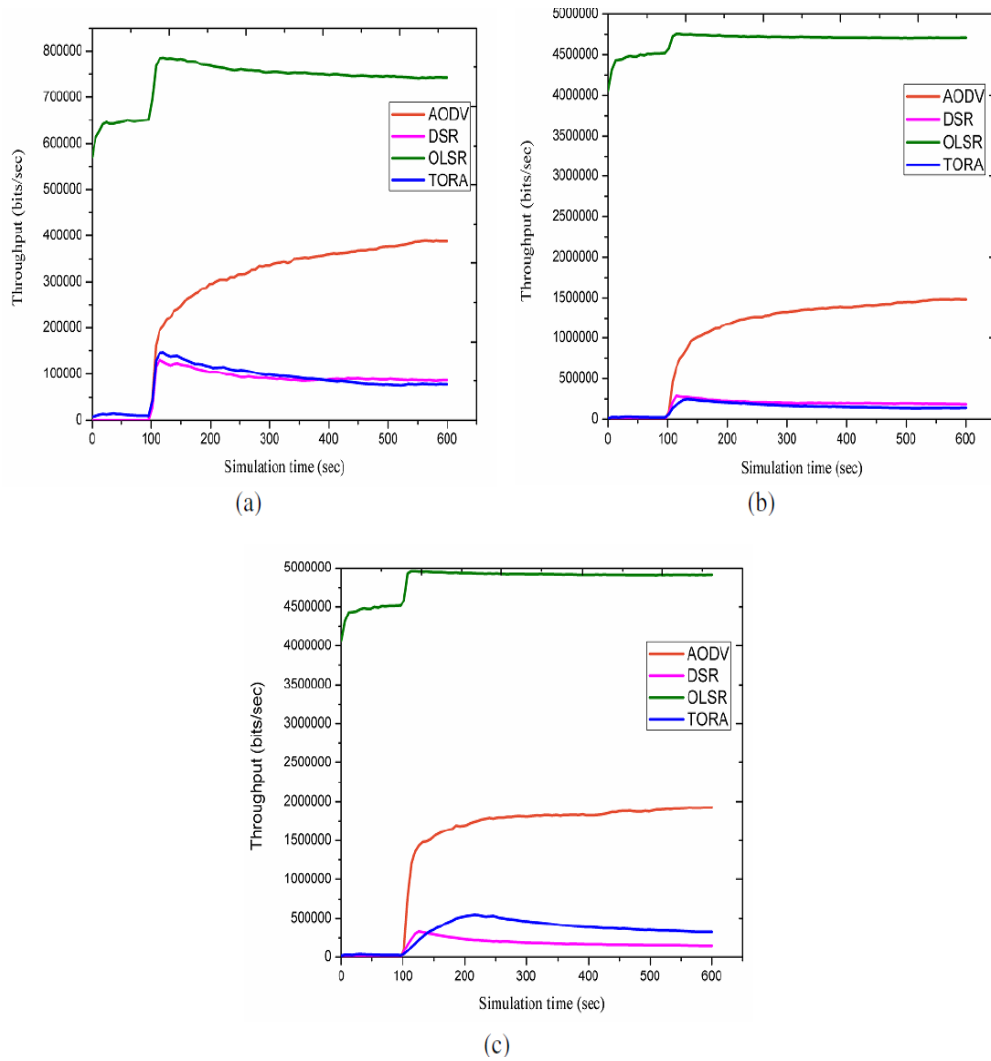 800000
700000
600000
500000
400000
300000
200000
100000
0
Throughput (bits/sec)
AODV
DSR
OLSR
TORA
0 100 200 300 400 500 600
Simulation time (sec)
(a)
5000000
4500000
4000000
3500000
3000000
2500000
2000000
1500000
1000000
500000
0
Throughput (bits/sec)
AODV
DSR
OLSR
TORA
0 100 200 300 400 500 600
Simulation time (sec)
(b)
5000000
4500000
4000000
3500000
3000000
2500000
2000000
1500000
1000000
500000
0
Throughput (bits/sec)
AODV
DSR
OLSR
TORA
0 100 200 300 400 500 600
Simulation time (sec)
(c)